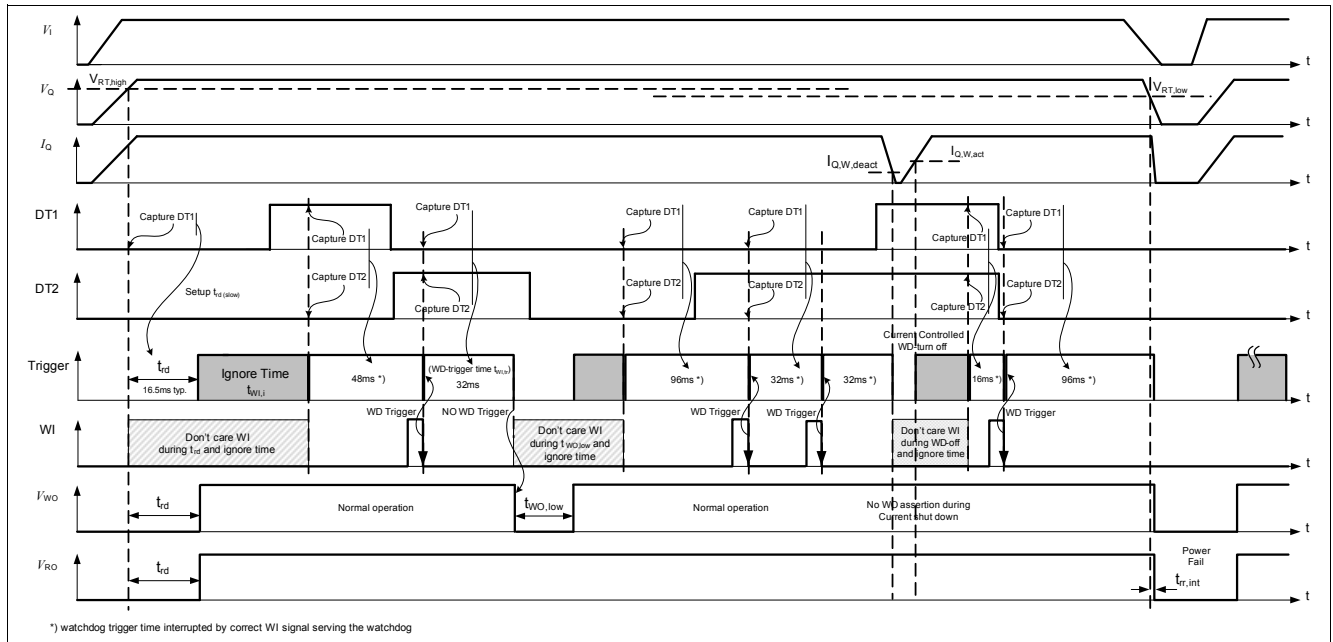 VI
t
VRT,high
VQ
VRT,low
t
IQ
IQ,W,deact
IQ,W,act
t
DT1
Capture DT1
Capture DT1
Capture DT1
Capture DT1
Capture DT1
Capture DT1
Capture DT1
t
DT2
Setup trd (slow)
Capture DT2
Capture DT2
Capture DT2
Capture DT2
Capture DT2
Capture DT2
t
Current Controlled
WD-turn off
Trigger
trd
16.5ms typ.
Ignore Time
tWI,i
48ms *)
(WD-trigger time tWI,tr)
32ms
96ms *)
32ms *)
32ms *)
16ms *)
96ms *)
t
WD Trigger
NO WD Trigger
WD Trigger
WD Trigger
WD Trigger
WI
Don't care WI
during trd and ignore time
Don't care WI
during tWO,low and
ignore time
Don't care WI
during WD-off
and ignore time
t
VWO
trd
Normal operation
tWO,low
Normal operation
No WD assertion during
Current shut down
t
VRO
trd
Power
Fail
trr,int
t
*) watchdog trigger time interrupted by correct WI signal serving the watchdog